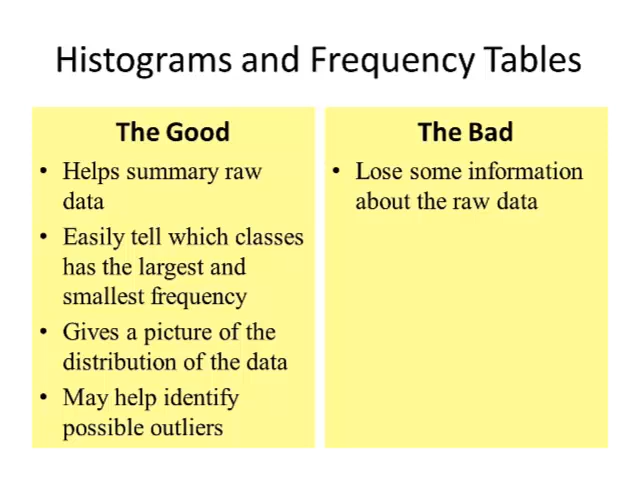 Histograms and Frequency Tables
The Good
• Helps summary raw
data
• Easily tell which classes
has the largest and
smallest frequency
• Gives a picture of the
distribution of the data
• May help identify
possible outliers
The Bad
• Lose some information
about the raw data